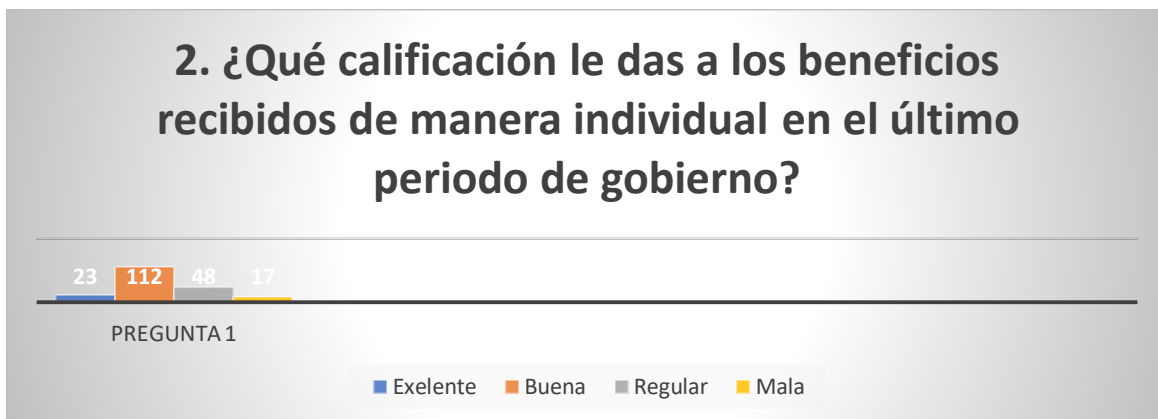 2. ¿Qué calificación le das a los beneficios
recibidos de manera individual en el último
periodo de gobierno?
23 112 48 17
PREGUNTA 1
Exelente Buena Regular Mala